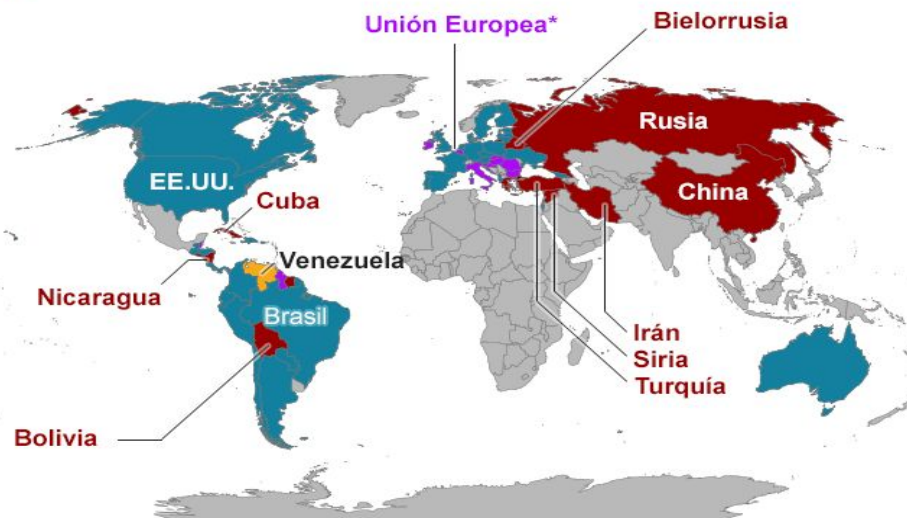 Unión Europea*
Bielorrusia
Rusia
EE.UU.
China
Cuba
Venezuela
Nicaragua
Brasil
Irán
Siria
Turquía
Bolivia